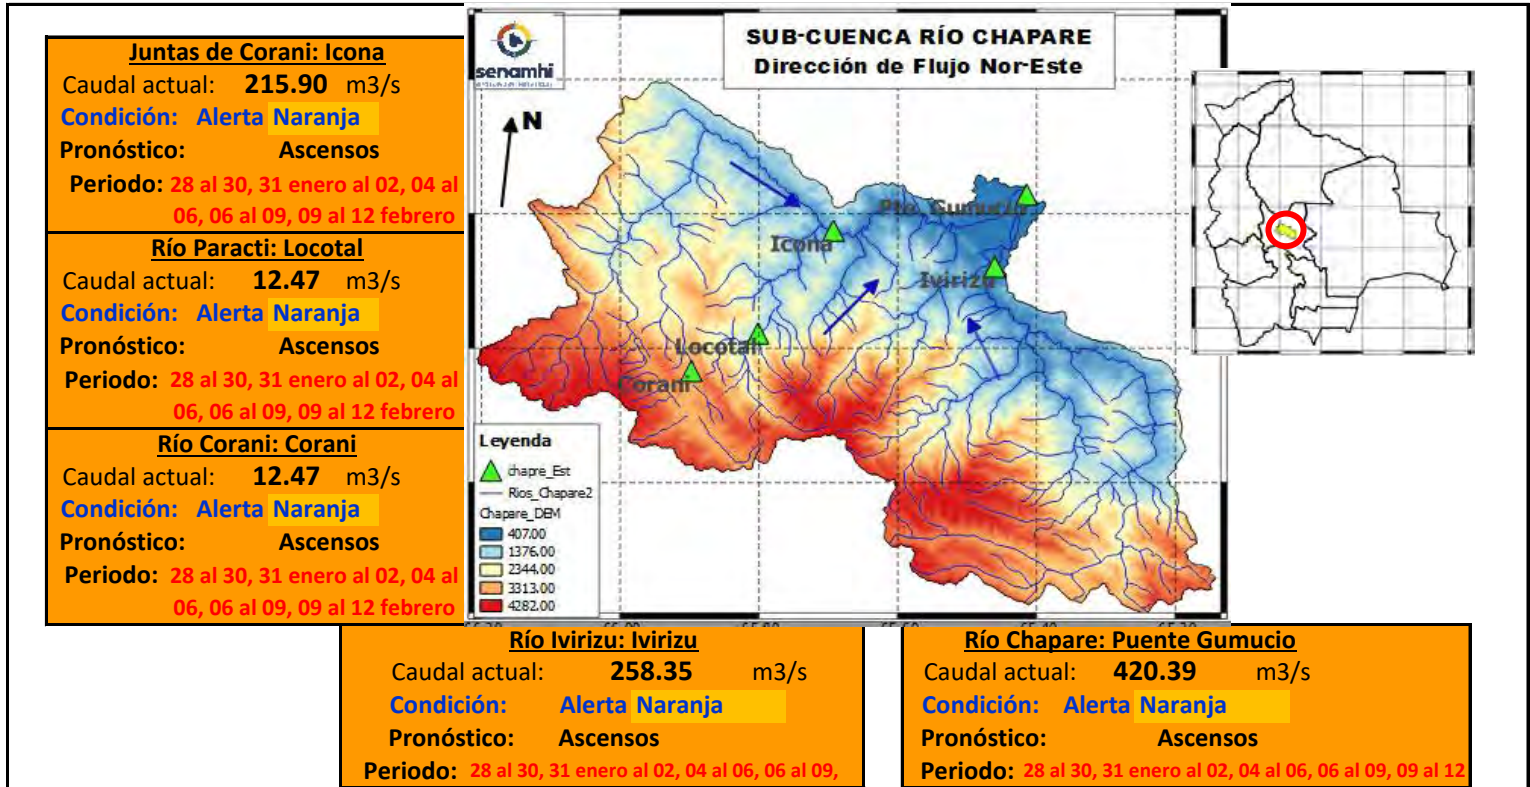 Juntas de Corani: Icona
Caudal actual: 215.90 m3/s
Condición: Alerta Naranja
Pronóstico: Ascensos
Periodo: 28 al 30, 31 enero al 02, 04 al
06, 06 al 09, 09 al 12 febrero
Río Paracti: Locotal
Caudal actual: 12.47 m3/s
Condición: Alerta Naranja
Pronóstico: Ascensos
Periodo: 28 al 30, 31 enero al 02, 04 al
06, 06 al 09, 09 al 12 febrero
Río Corani: Corani
Caudal actual: 12.47 m3/s
Condición: Alerta Naranja
Pronóstico: Ascensos
Periodo: 28 al 30, 31 enero al 02, 04 al
06, 06 al 09, 09 al 12 febrero
senamhi
SUB-CUENCA RÍO CHAPARE
Dirección de Flujo Nor-Este
N
Pto. Gumucio
Icona
Ivirizu
Locotal
Corani
Leyenda
chapre_Est
Rios_Chapare2
Chapare_DEM
407.00
1376.00
2344.00
3313.00
4282.00
Río Ivirizu: Ivirizu
Caudal actual: 258.35 m3/s
Condición: Alerta Naranja
Pronóstico: Ascensos
Periodo: 28 al 30, 31 enero al 02, 04 al 06, 06 al 09,
Río Chapare: Puente Gumucio
Caudal actual: 420.39 m3/s
Condición: Alerta Naranja
Pronóstico: Ascensos
Periodo: 28 al 30, 31 enero al 02, 04 al 06, 06 al 09, 09 al 12